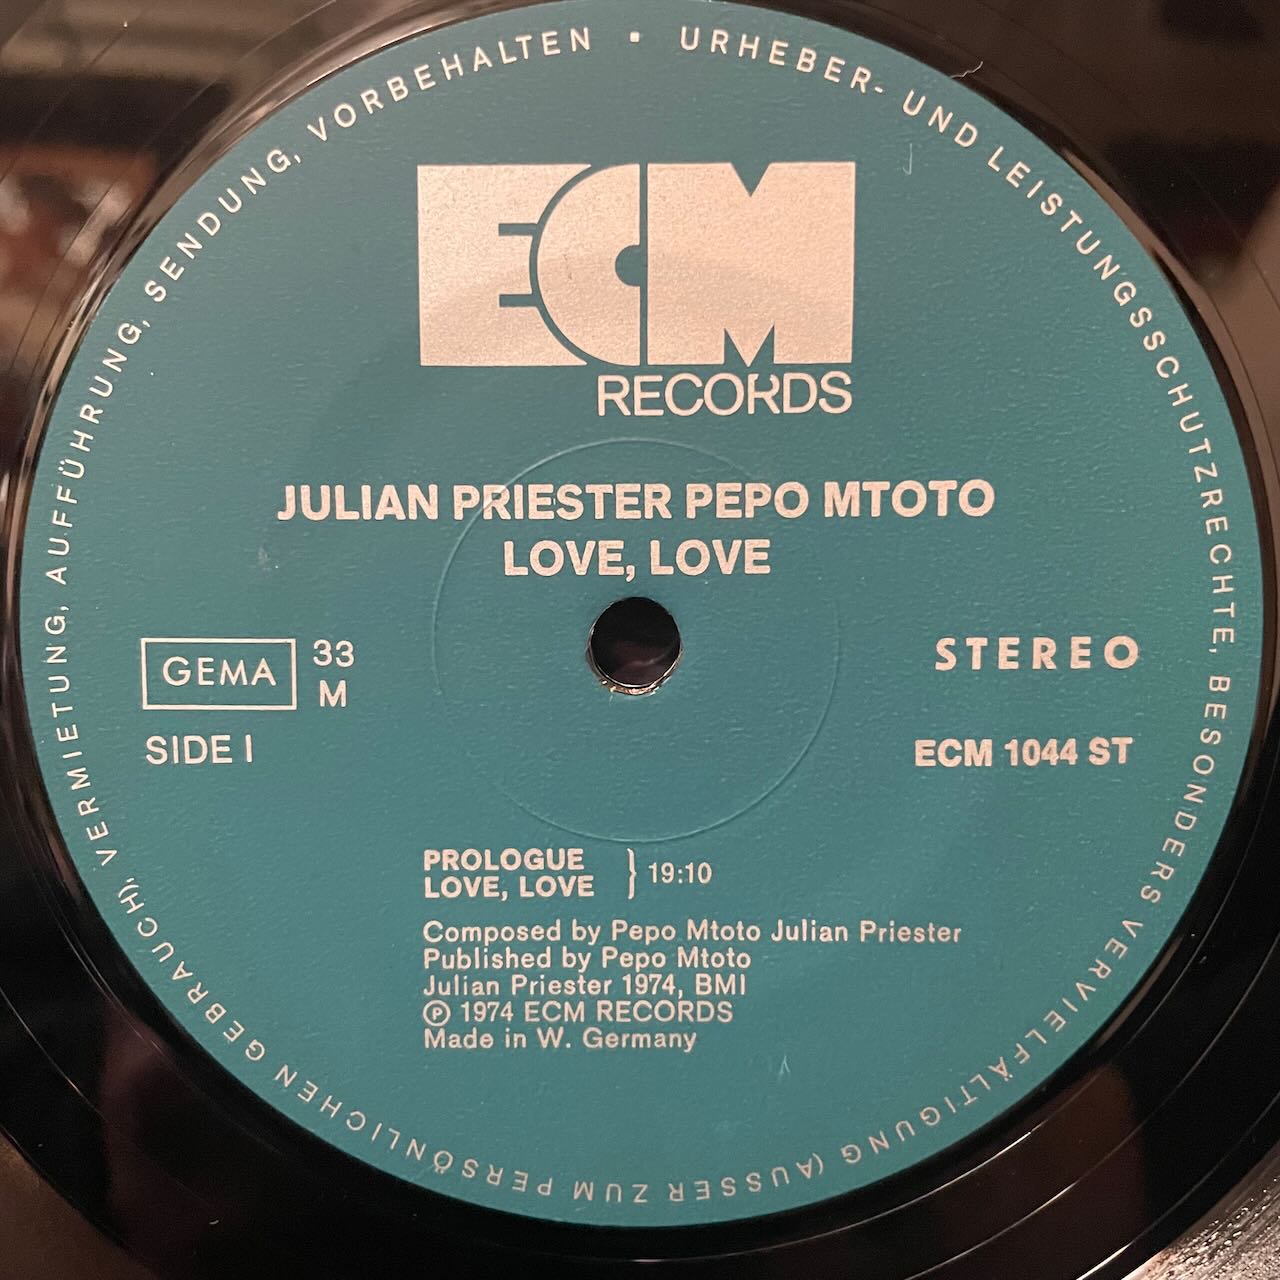 URHEBER- UND LEISTUNGSSCHUTZRECHTE, BESONDERS VERVIELFÄLTIGUNG (AUSSER ZUM PERSÖNLICHEN GEBRAUCH), VERMIETUNG, AUFFÜHRUNG, SENDUNG, VORBEHALTEN ·
ECM
RECORDS
JULIAN PRIESTER PEPO MTOTO
LOVE, LOVE
GEMA
33
M
STEREO
SIDE I
ECM 1044 ST
PROLOGUE
LOVE, LOVE } 19:10
Composed by Pepo Mtoto Julian Priester
Published by Pepo Mtoto
Julian Priester 1974, BMI
℗ 1974 ECM RECORDS
Made in W. Germany